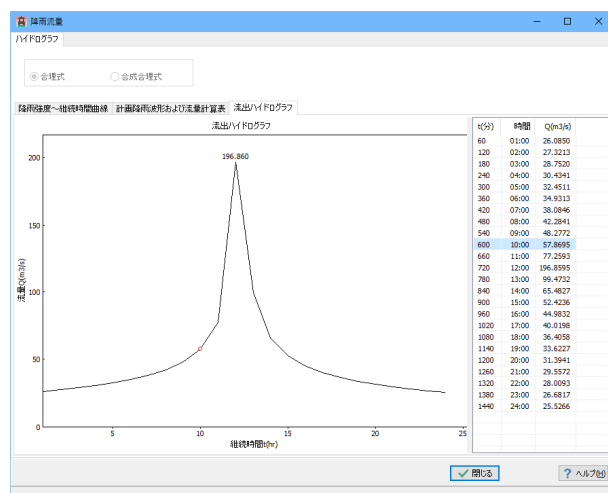 降雨流量
ハイドログラフ
合理式 合成合理式
降雨強度~継続時間曲線 計画降雨波形および流量計算表 流出ハイドログラフ
流出ハイドログラフ
196.860
200
150
100
50
0
5 10 15 20 25
流量Q(m3/s)
継続時間t(hr)
t(分) 時間 Q(m3/s)
60 01:00 26.0850
120 02:00 27.3213
180 03:00 28.7520
240 04:00 30.4341
300 05:00 32.4511
360 06:00 34.9313
420 07:00 38.0846
480 08:00 42.2841
540 09:00 48.2772
600 10:00 57.8695
660 11:00 77.2593
720 12:00 196.8595
780 13:00 99.4732
840 14:00 65.4827
900 15:00 52.4236
960 16:00 44.9832
1020 17:00 40.0198
1080 18:00 36.4058
1140 19:00 33.6227
1200 20:00 31.3941
1260 21:00 29.5572
1320 22:00 28.0093
1380 23:00 26.6817
1440 24:00 25.5266
閉じる
? ヘルプ(H)